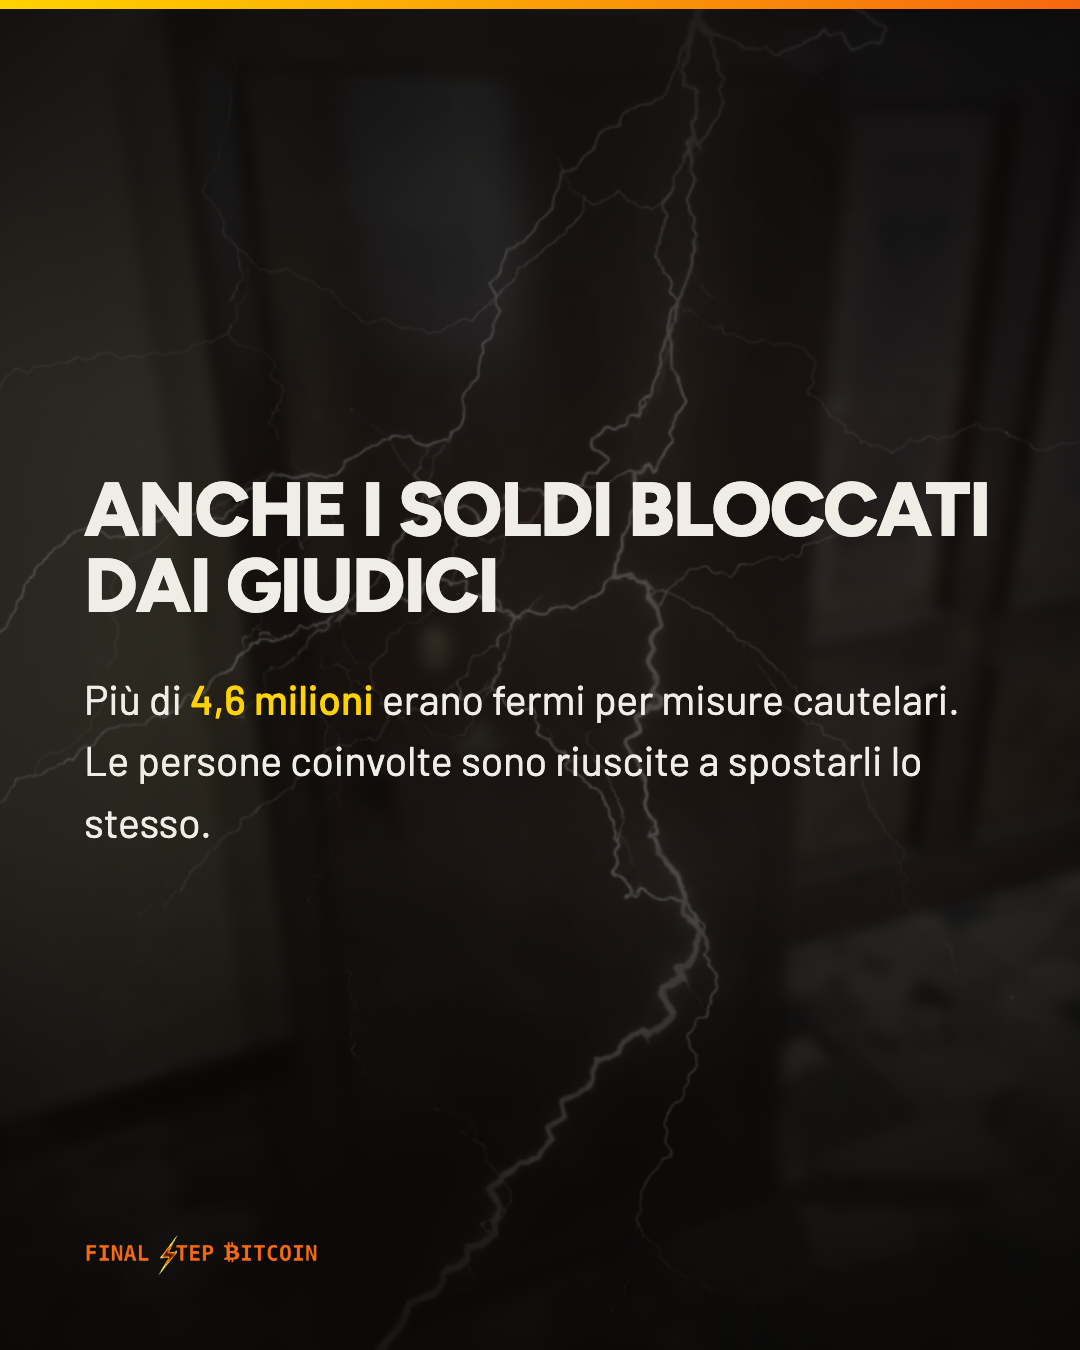 ANCHE I SOLDI BLOCCATI
DAI GIUDICI
Più di 4,6 milioni erano fermi per misure cautelari.
Le persone coinvolte sono riuscite a spostarli lo
stesso.
FINAL STEP BITCOIN